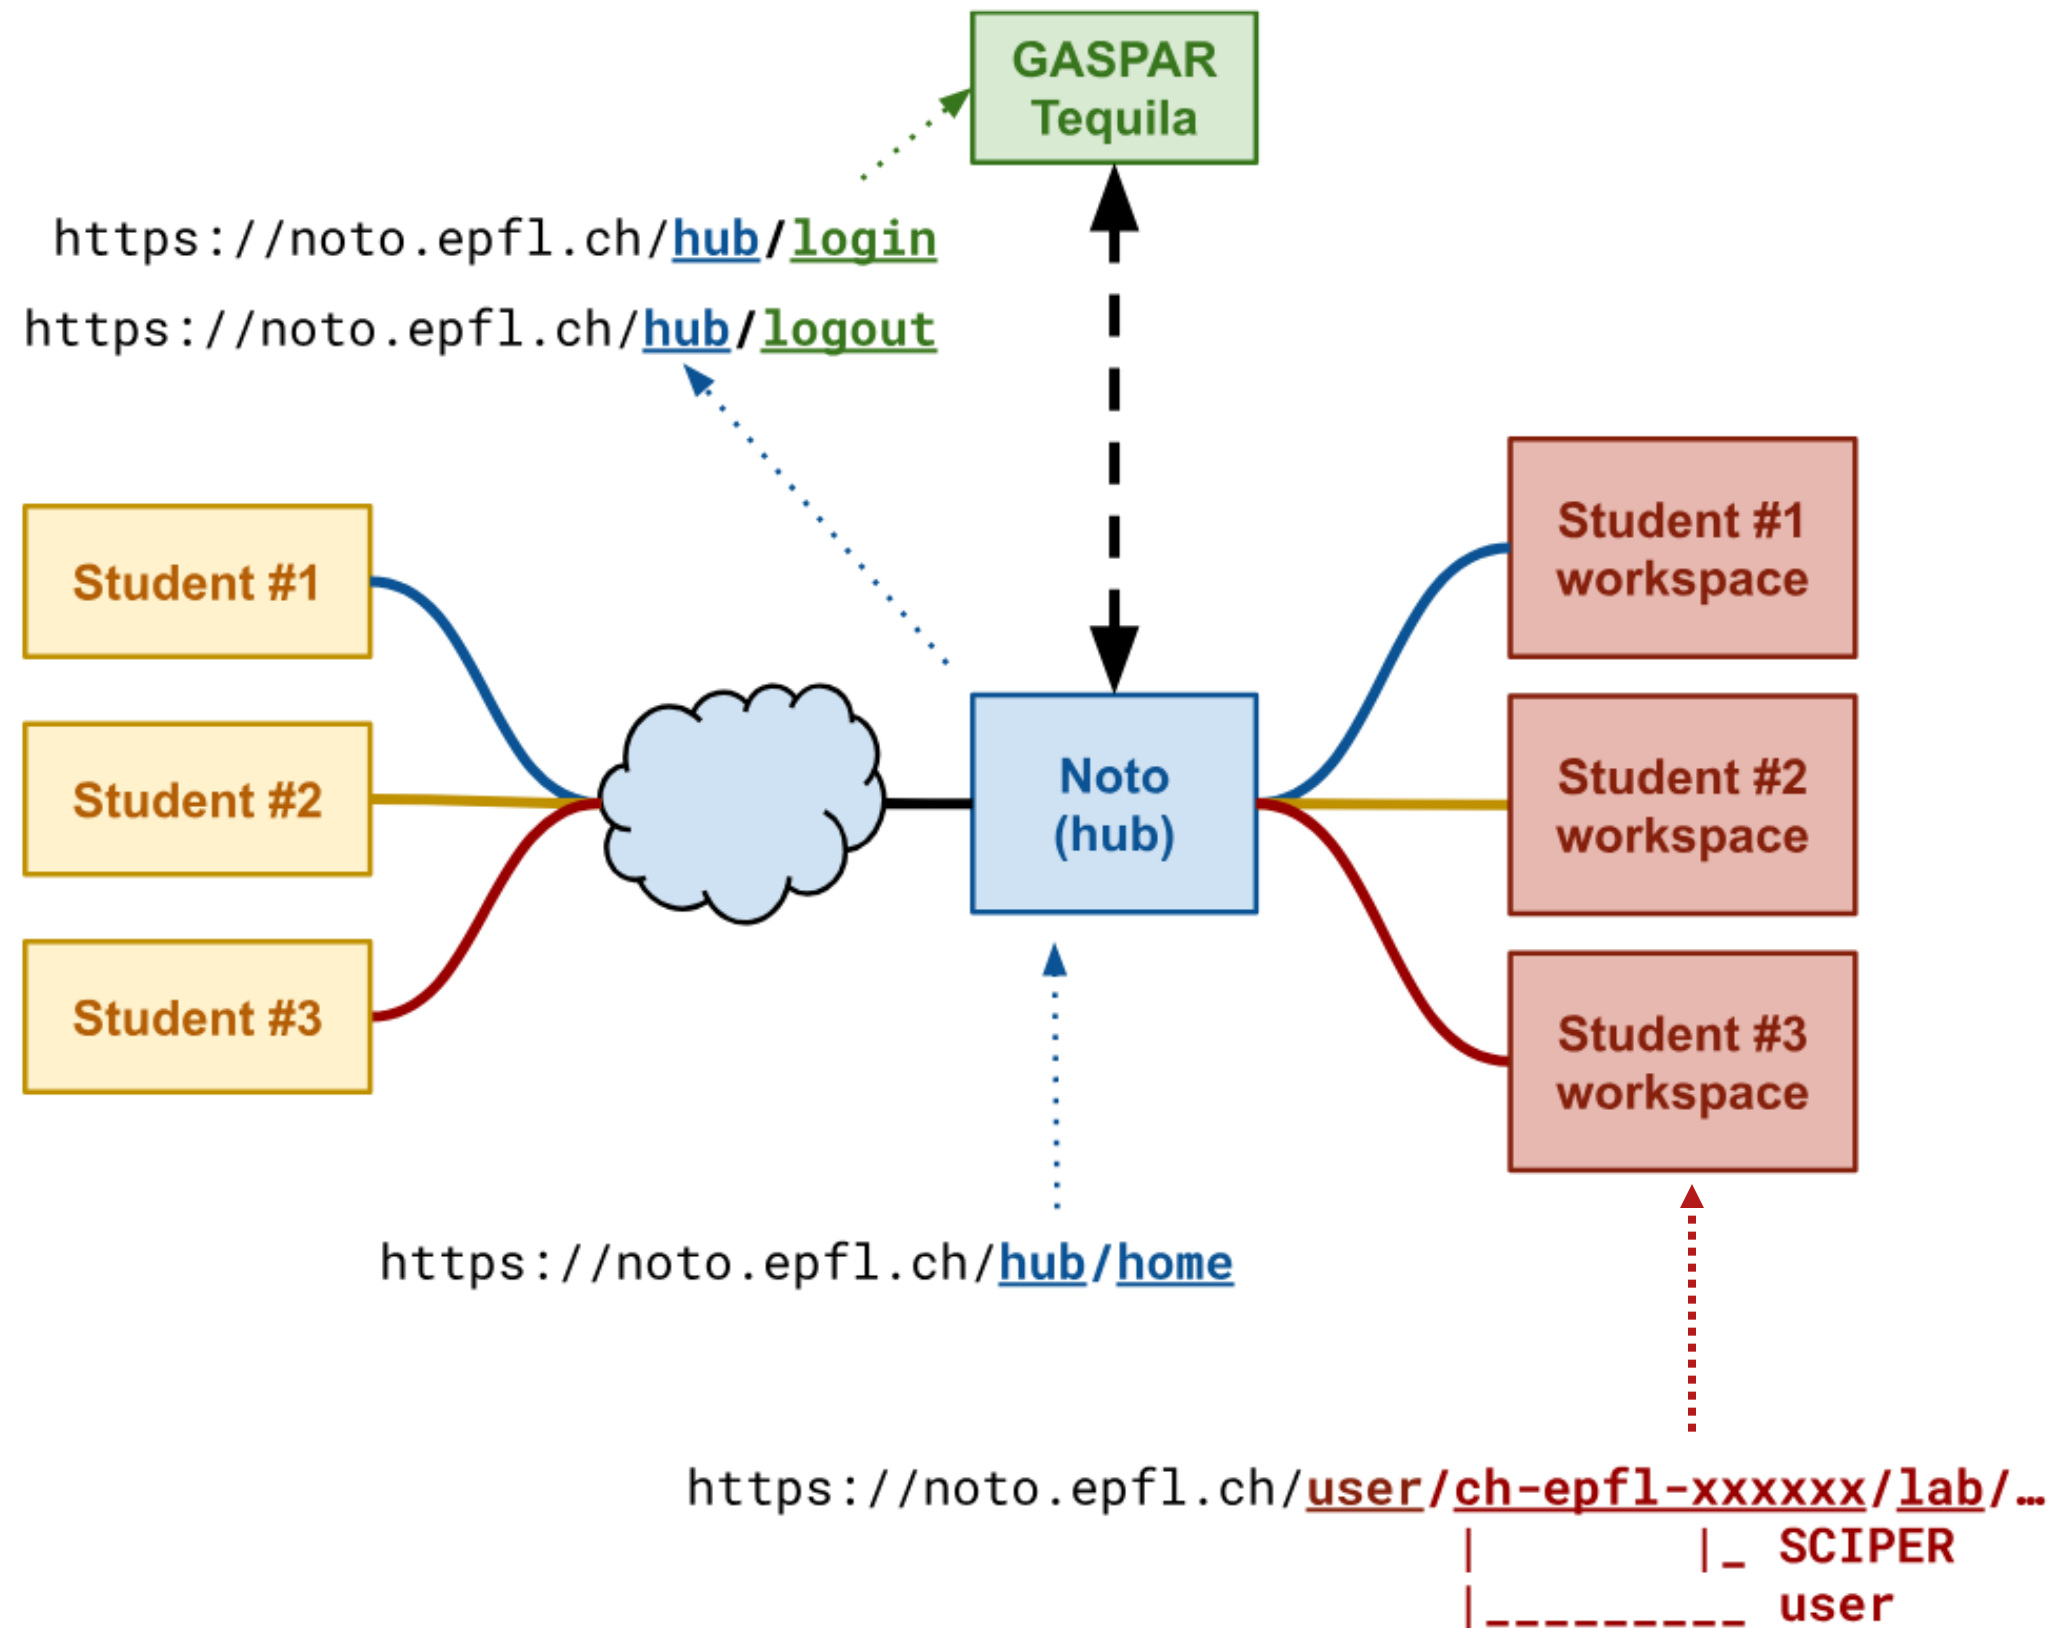 GASPAR
Tequila
https://noto.epfl.ch/hub/login
https://noto.epfl.ch/hub/logout
Student #1
Student #2
Student #3
Noto
(hub)
Student #1
workspace
Student #2
workspace
Student #3
workspace
https://noto.epfl.ch/hub/home
https://noto.epfl.ch/user/ch-epfl-xxxxxx/lab/…
|       |_ SCIPER
|_________ user